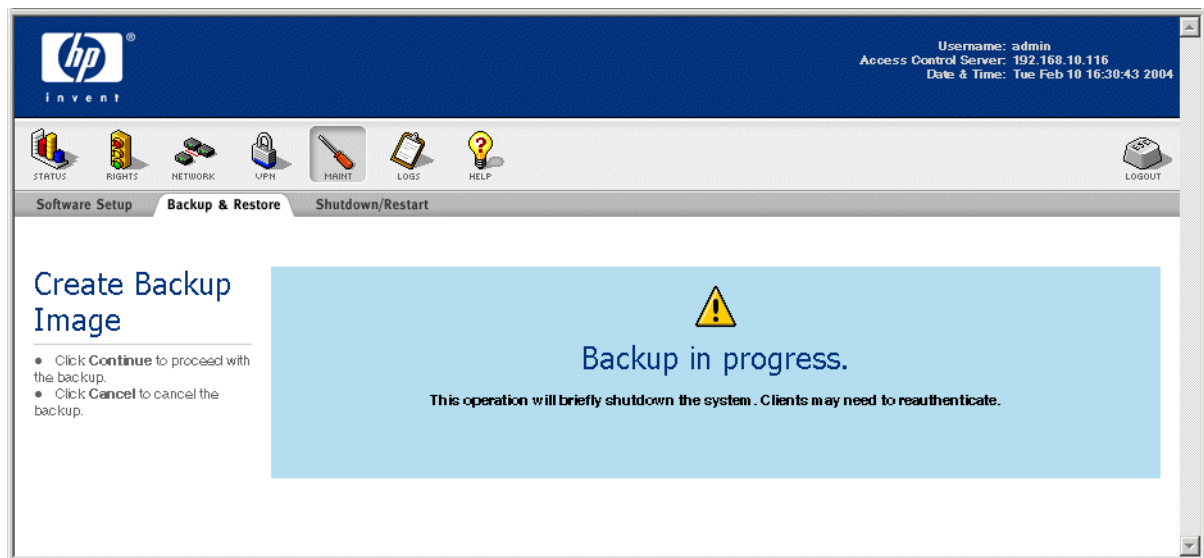 hp
®
invent
Username: admin
Access Control Server: 192.168.10.116
Date & Time: Tue Feb 10 16:30:43 2004
STATUS RIGHTS NETWORK VPN MAINT LOGS HELP LOGOUT
Software Setup Backup & Restore Shutdown/Restart
Create Backup
Image
• Click Continue to proceed with
the backup.
• Click Cancel to cancel the
backup.
Backup in progress.
This operation will briefly shutdown the system. Clients may need to reauthenticate.